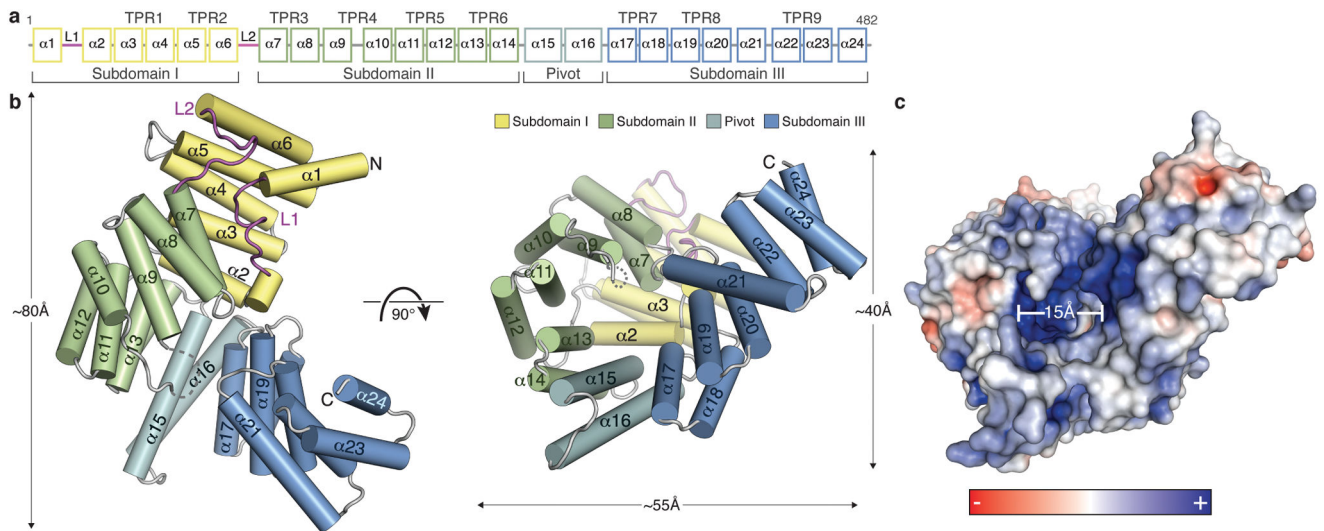 a
1 TPR1 TPR2 TPR3 TPR4 TPR5 TPR6 TPR7 TPR8 TPR9 482
α1 L1 α2 α3 α4 α5 α6 L2 α7 α8 α9 α10 α11 α12 α13 α14 α15 α16 α17 α18 α19 α20 α21 α22 α23 α24
Subdomain I Subdomain II Pivot Subdomain III
b
~80Å
L2
α6
α5
α1
N
α4
α7
L1
α3
α8
α2
α9
α10
α12
α11
α13
α16
α15
α19
α17
α21
C
α24
α23
90°
Subdomain I Subdomain II Pivot Subdomain III
C
α24
α23
α8
α10
α9
α22
α7
α11
α21
α3
α20
α12
α2
α13
α19
α14
α15
α17
α18
α16
~40Å
~55Å
c
15Å
- +